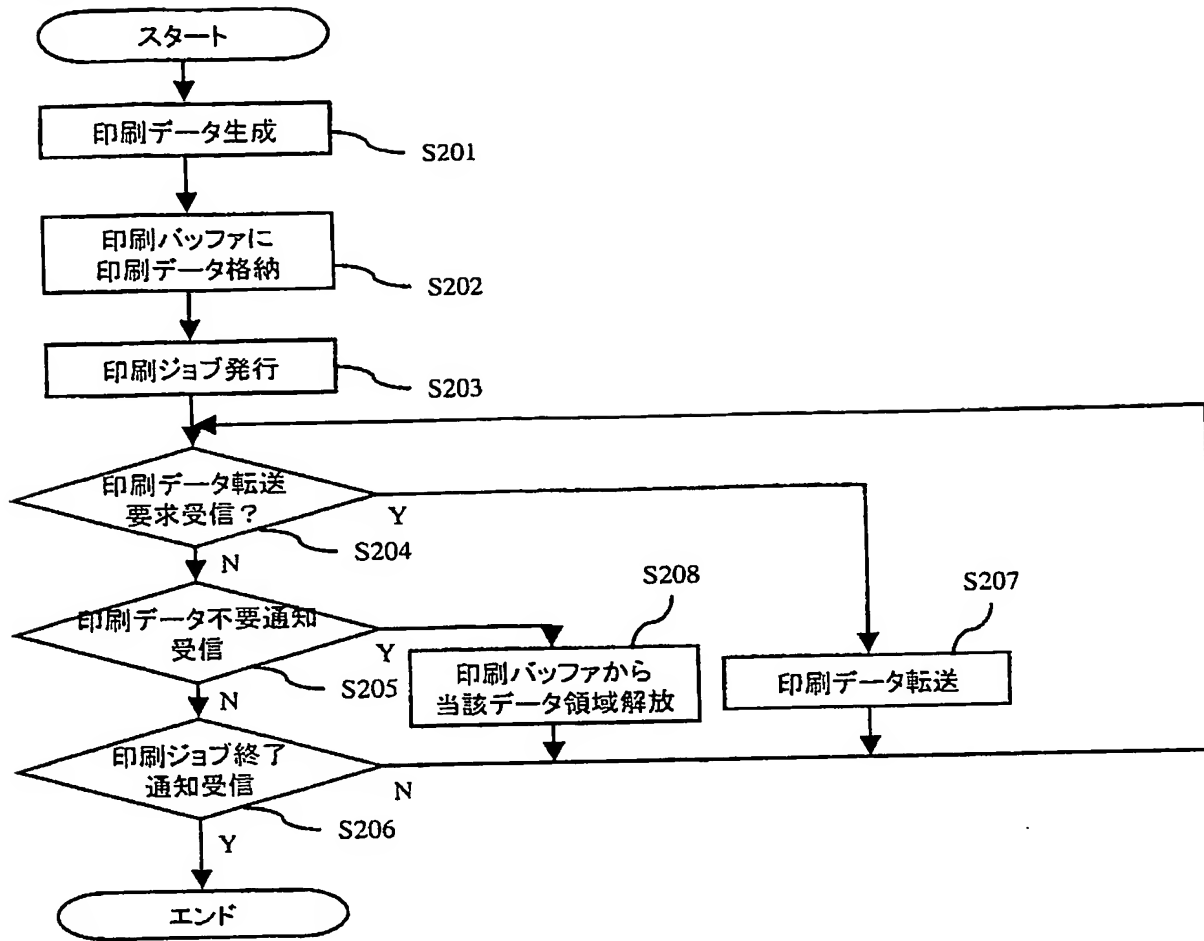 スタート
印刷データ生成
S201
印刷バッファに
印刷データ格納
S202
印刷ジョブ発行
S203
印刷データ転送
要求受信？
Y
S204
N
S208
S207
印刷データ不要通知
受信
Y
S205
印刷バッファから
当該データ領域解放
印刷データ転送
N
印刷ジョブ終了
通知受信
N
S206
Y
エンド